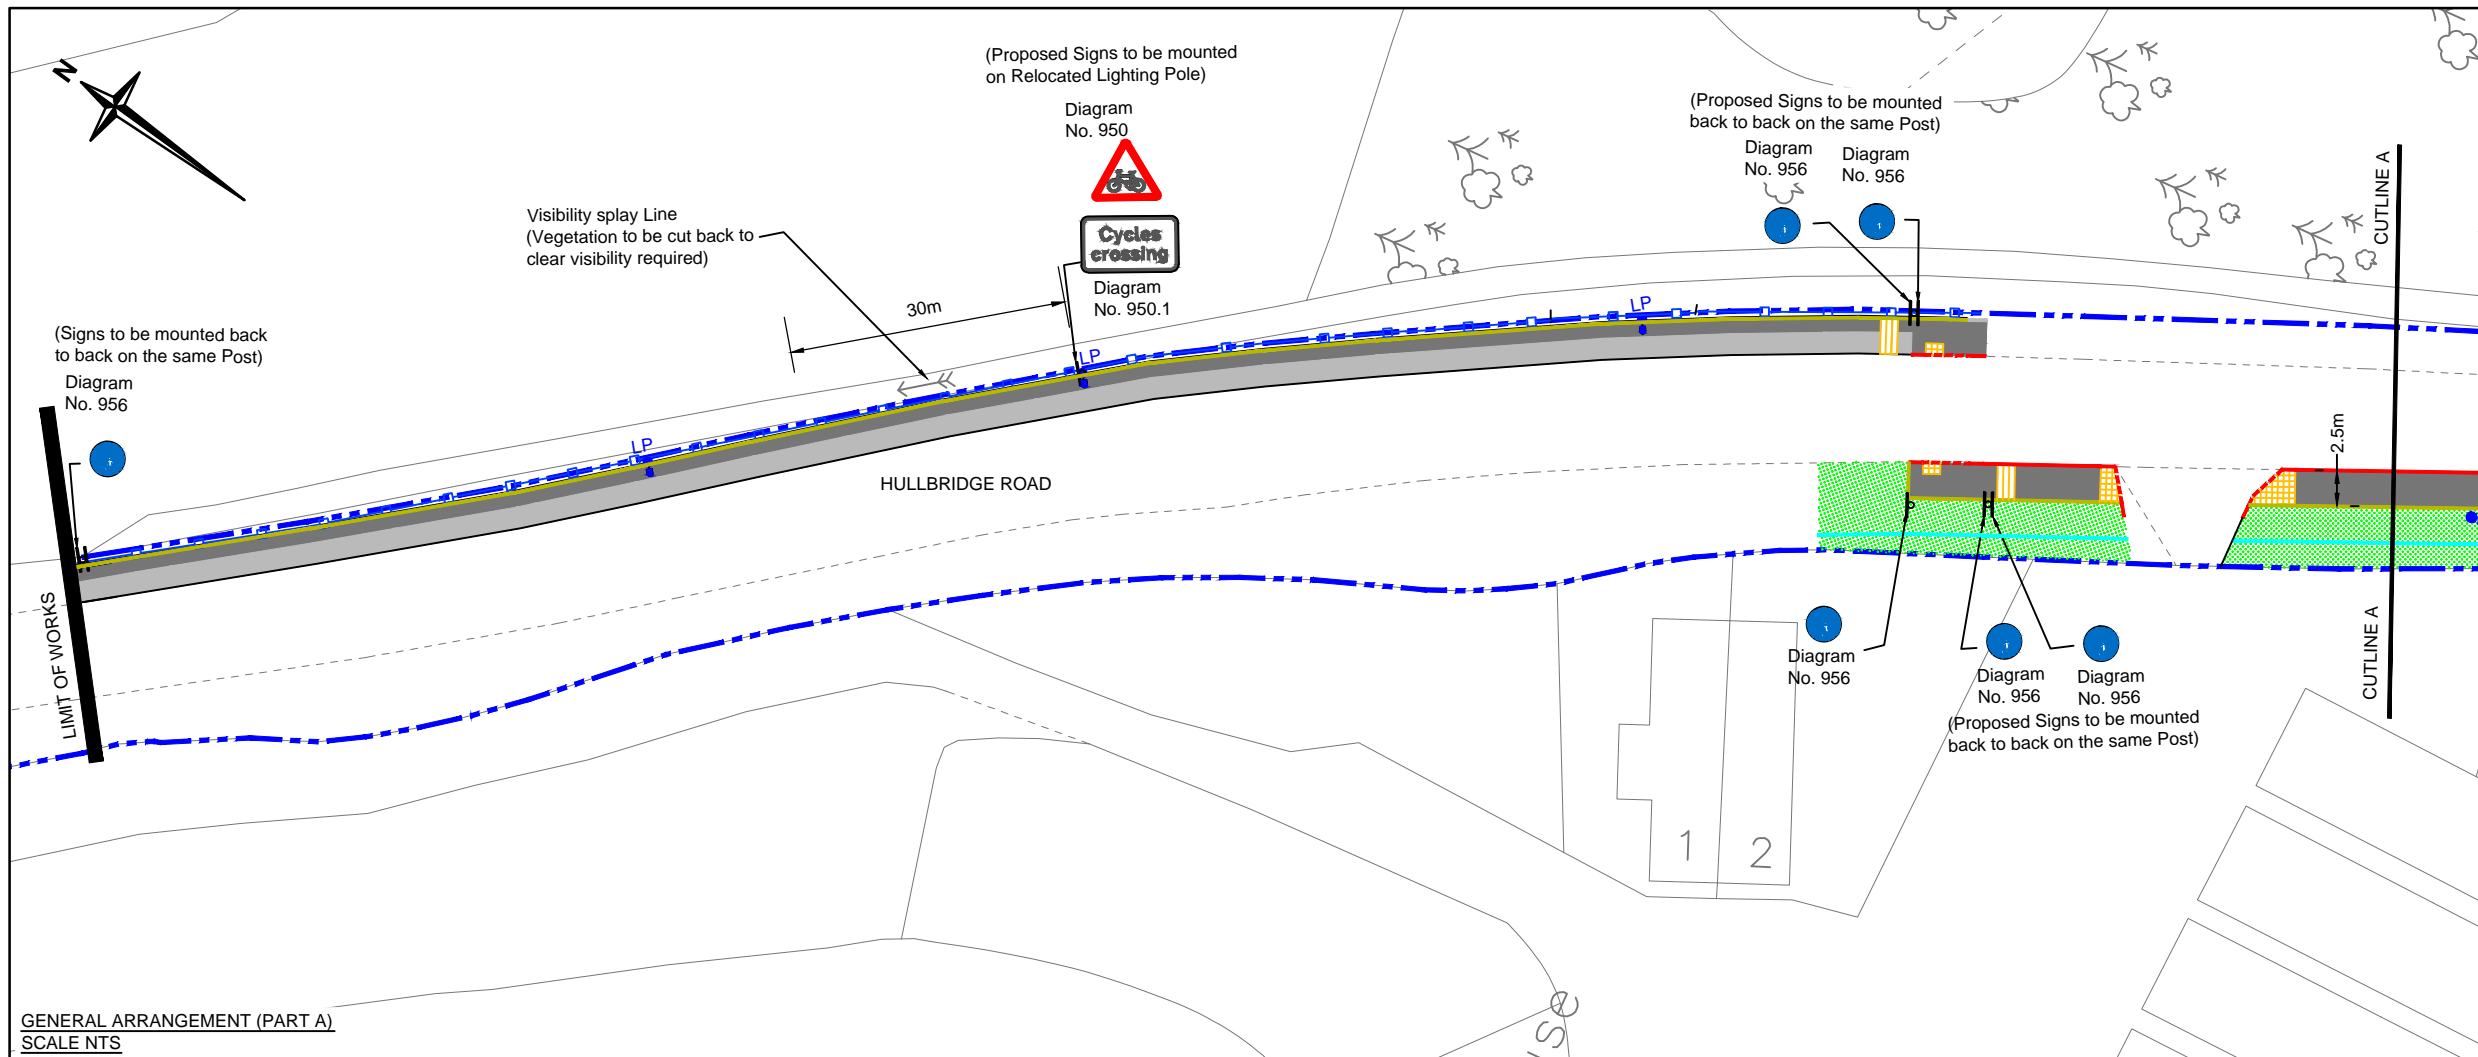 N
(Proposed Signs to be mounted
on Relocated Lighting Pole)
Diagram
No. 950
Cycles
crossing
Diagram
No. 950.1
(Proposed Signs to be mounted
back to back on the same Post)
Diagram
No. 956
Diagram
No. 956
CUTLINE A
Visibility splay Line
(Vegetation to be cut back to
clear visibility required)
30m
(Signs to be mounted back
to back on the same Post)
Diagram
No. 956
LP
LP
LP
HULLBRIDGE ROAD
2.5m
LIMIT OF WORKS
Diagram
No. 956
Diagram
No. 956
Diagram
No. 956
(Proposed Signs to be mounted
back to back on the same Post)
CUTLINE A
1
2
use
GENERAL ARRANGEMENT (PART A)
SCALE NTS